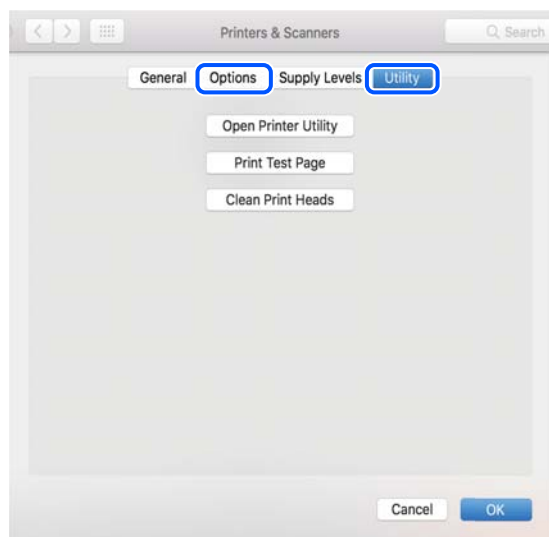 Printers & Scanners Search
General Options Supply Levels Utility
Open Printer Utility
Print Test Page
Clean Print Heads
Cancel OK